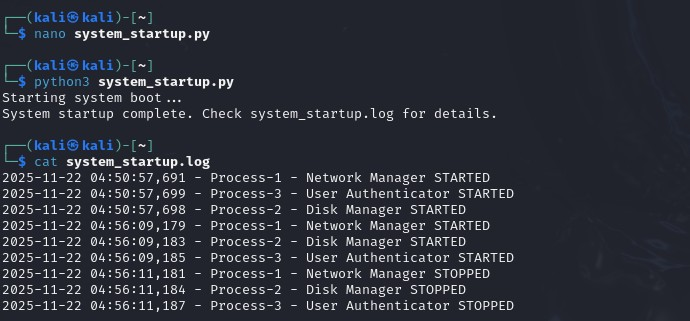 ┌──(kali㉿kali)-[~]
└─$ nano system_startup.py
┌──(kali㉿kali)-[~]
└─$ python3 system_startup.py
Starting system boot...
System startup complete. Check system_startup.log for details.
┌──(kali㉿kali)-[~]
└─$ cat system_startup.log
2025-11-22 04:50:57,691 - Process-1 - Network Manager STARTED
2025-11-22 04:50:57,699 - Process-3 - User Authenticator STARTED
2025-11-22 04:50:57,698 - Process-2 - Disk Manager STARTED
2025-11-22 04:56:09,179 - Process-1 - Network Manager STARTED
2025-11-22 04:56:09,183 - Process-2 - Disk Manager STARTED
2025-11-22 04:56:09,185 - Process-3 - User Authenticator STARTED
2025-11-22 04:56:11,181 - Process-1 - Network Manager STOPPED
2025-11-22 04:56:11,184 - Process-2 - Disk Manager STOPPED
2025-11-22 04:56:11,187 - Process-3 - User Authenticator STOPPED